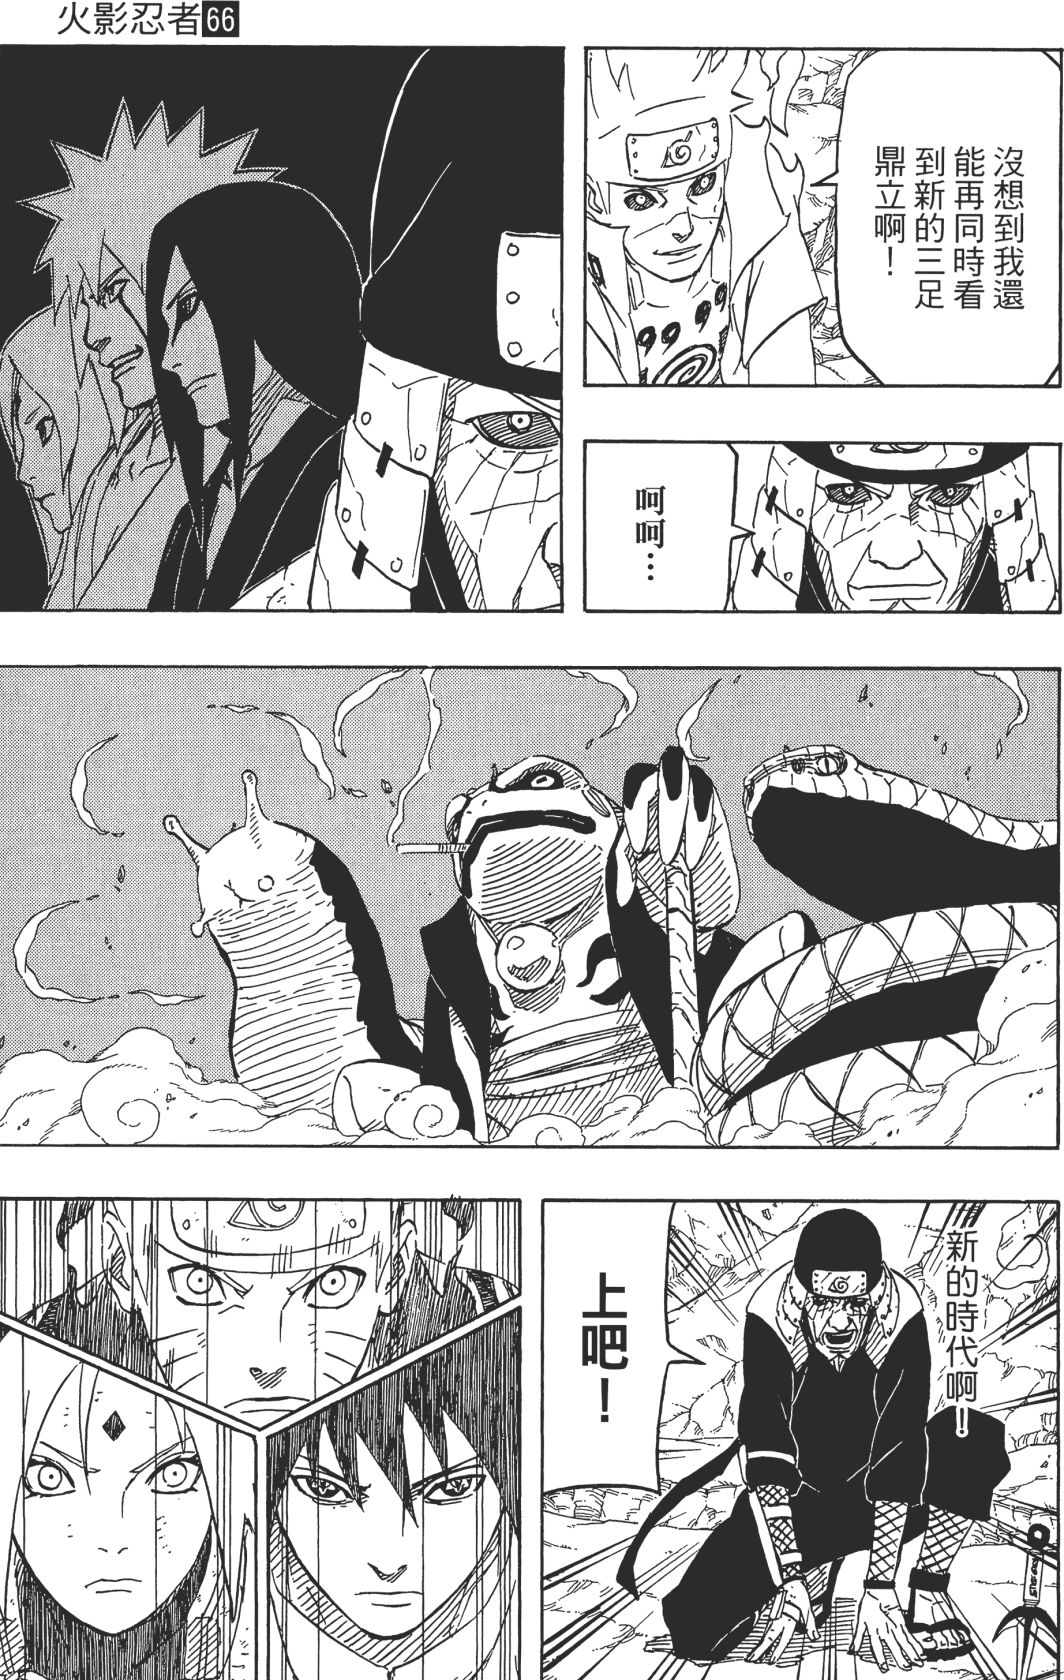 火影忍者66
沒想到我還
能再同時看
到新的三足
鼎立啊！
呵呵…
新的時代啊！
上吧！